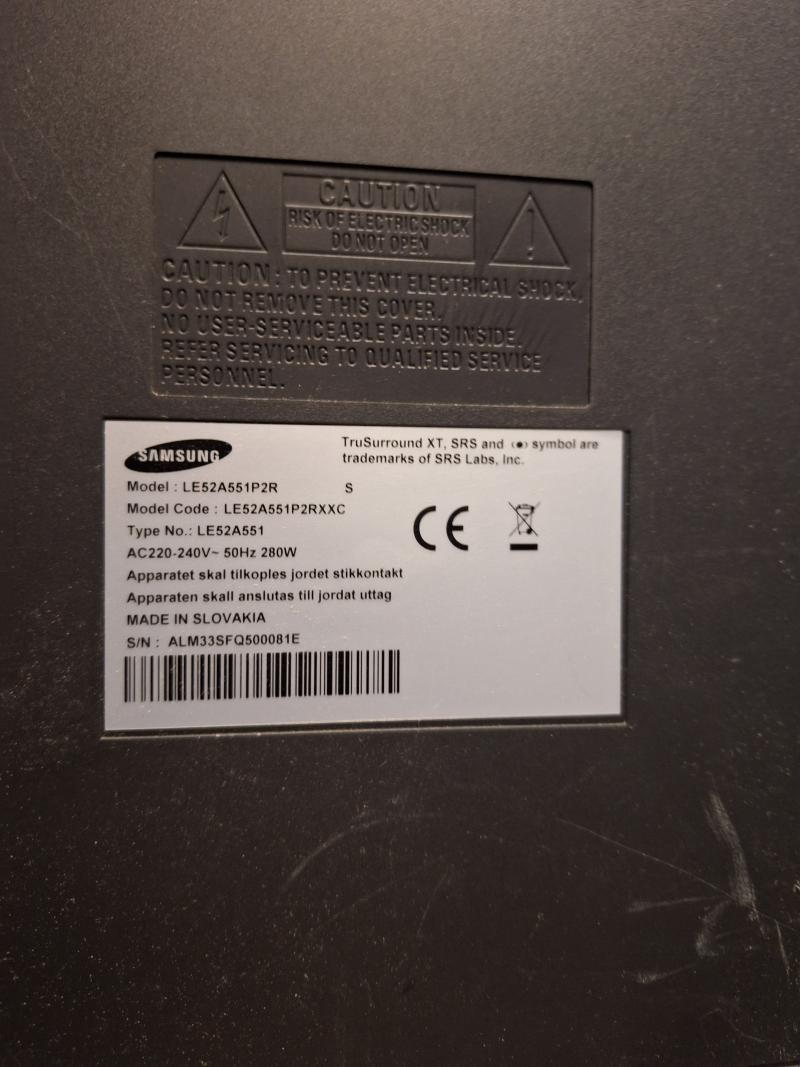 CAUTION
RISK OF ELECTRIC SHOCK
DO NOT OPEN
CAUTION: TO PREVENT ELECTRICAL SHOCK,
DO NOT REMOVE THIS COVER.
NO USER-SERVICEABLE PARTS INSIDE.
REFER SERVICING TO QUALIFIED SERVICE
PERSONNEL.
SAMSUNG
TruSurround XT, SRS and (●) symbol are
trademarks of SRS Labs, Inc.
Model : LE52A551P2R S
Model Code : LE52A551P2RXXC
Type No.: LE52A551
AC220-240V~ 50Hz 280W
Apparatet skal tilkoples jordet stikkontakt
Apparaten skall anslutas till jordat uttag
MADE IN SLOVAKIA
S/N : ALM33SFQ500081E
CE